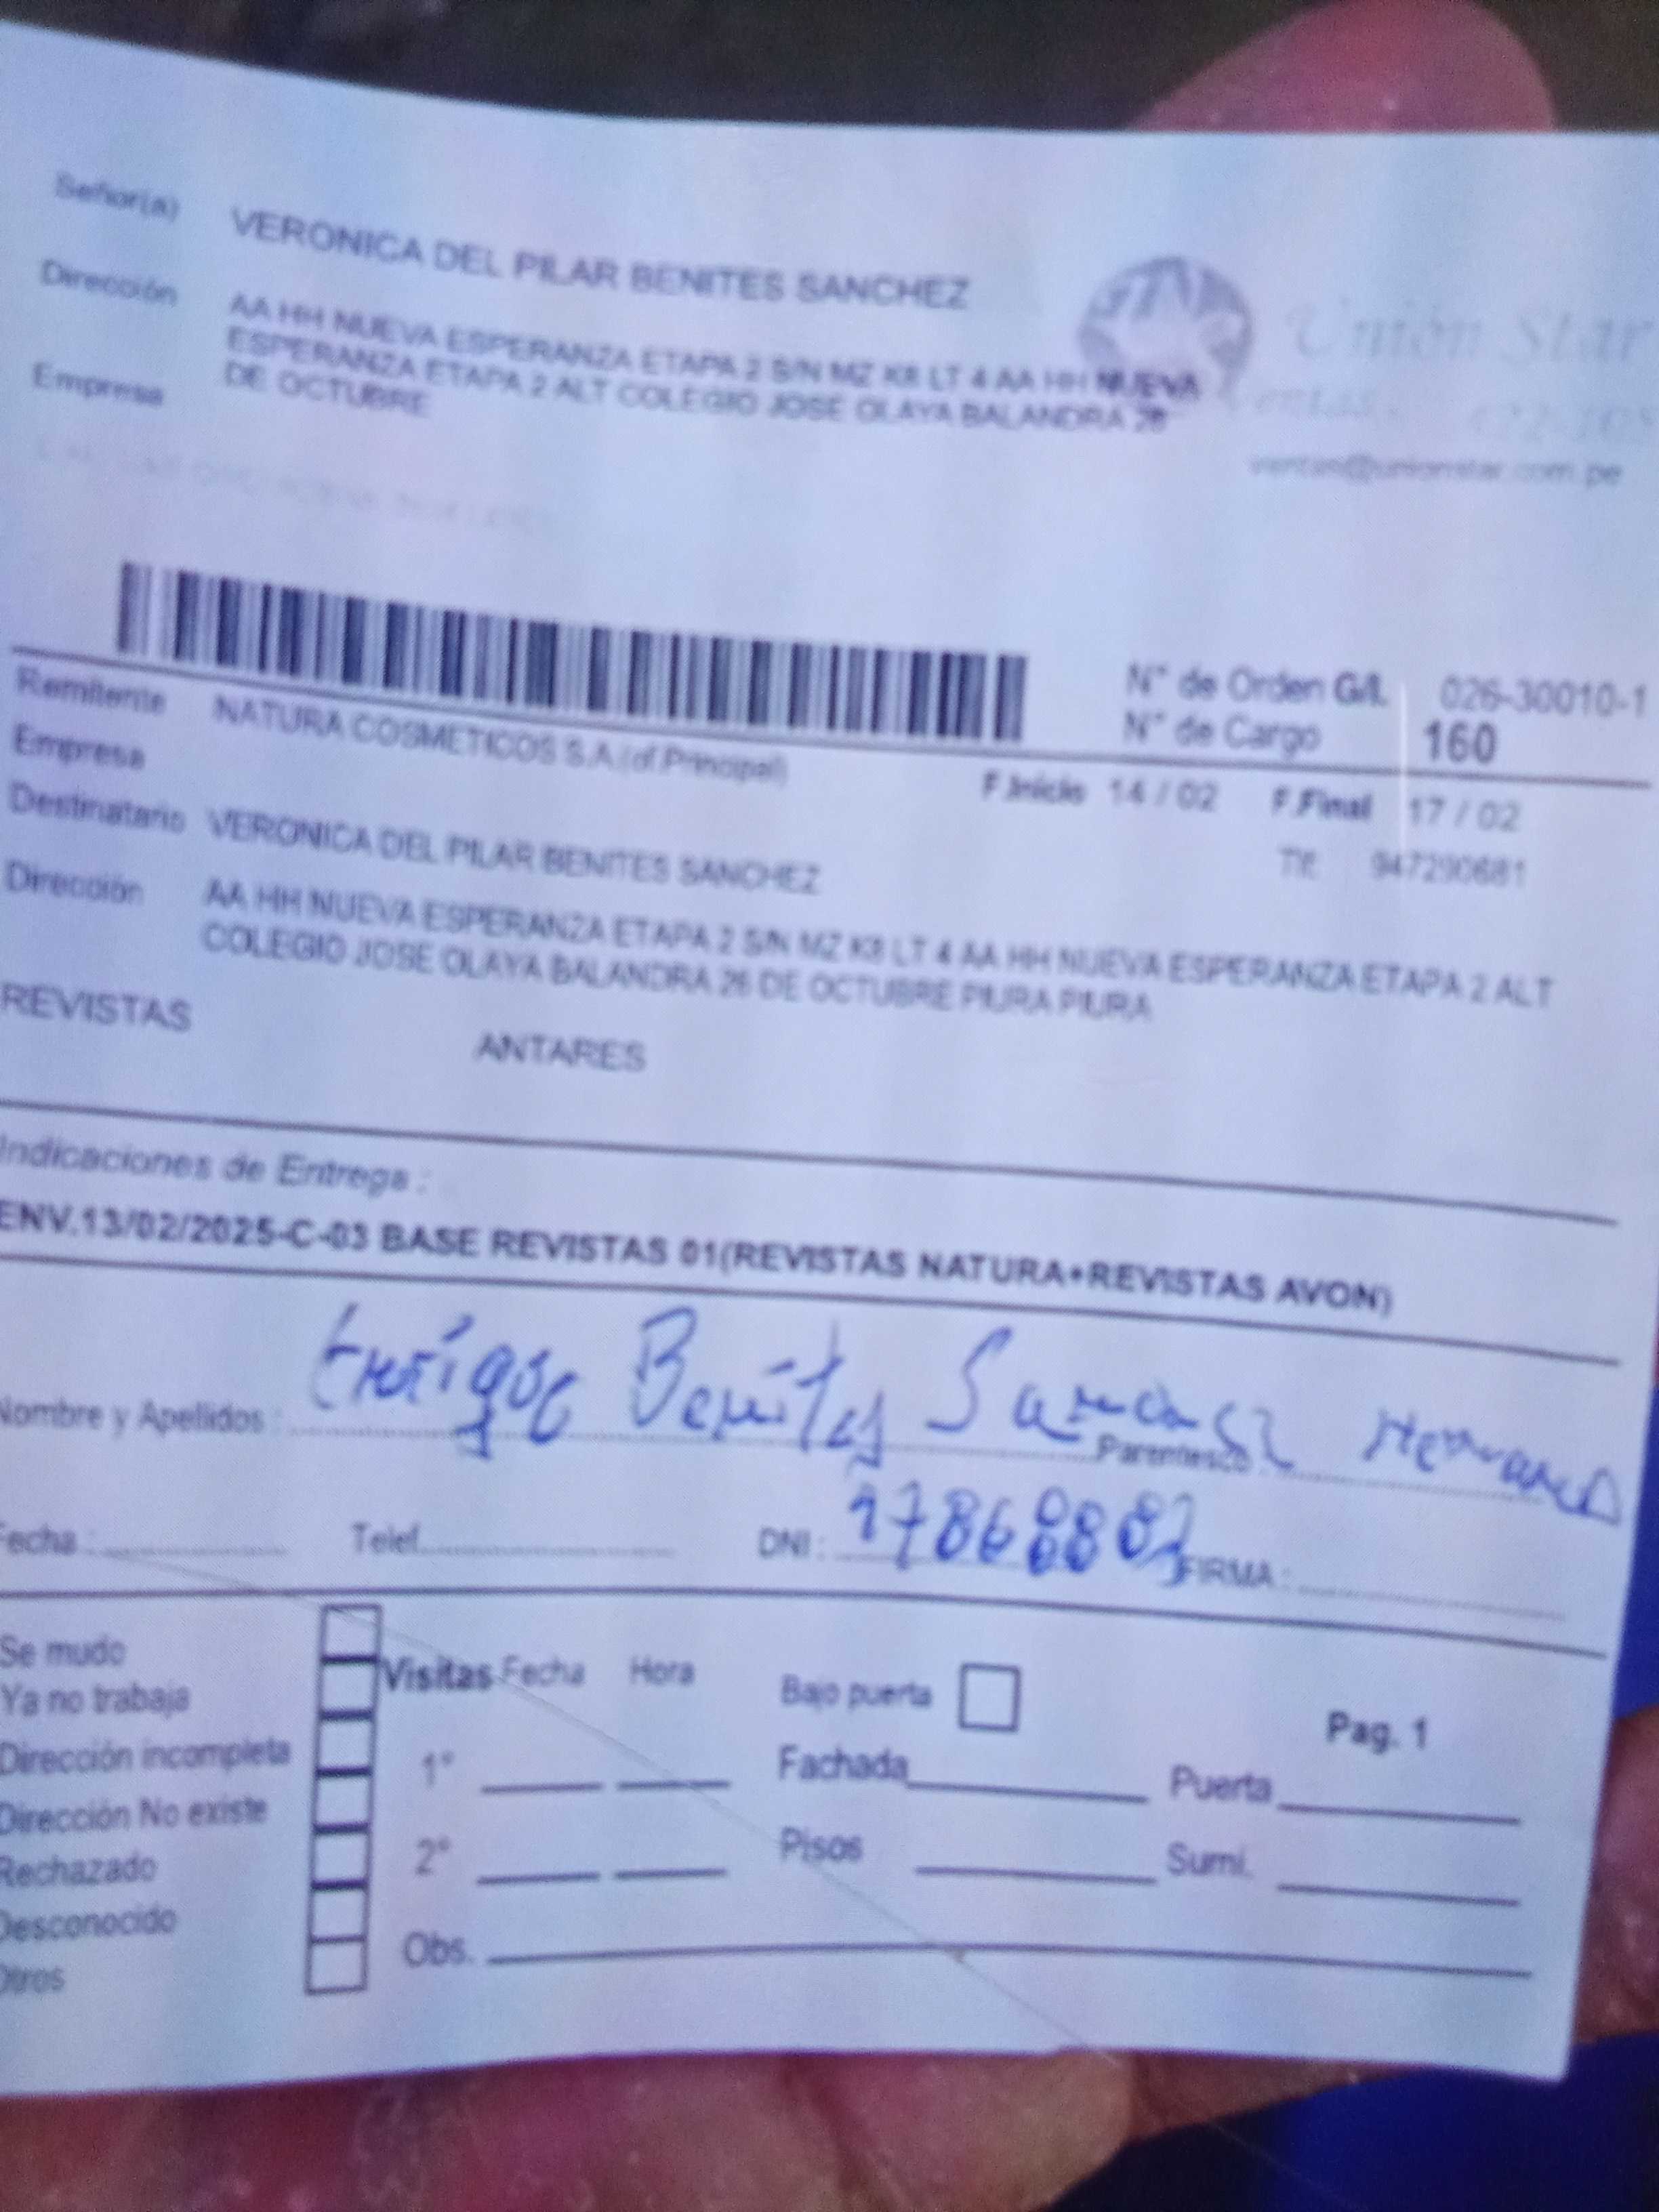 Señor(a) VERONICA DEL PILAR BENITES SANCHEZ
Dirección AA HH NUEVA ESPERANZA ETAPA 2 S/N MZ K8 LT 4 AA HH NUEVA
ESPERANZA ETAPA 2 ALT COLEGIO JOSE OLAYA BALANDRA 26
DE OCTUBRE
Empresa
Unión Star
ventas@unionstar.com.pe
N° de Orden G/L 026-30010-1
N° de Cargo 160
Remitente NATURA COSMETICOS S.A.(of.Principal)
Empresa
F.Inicio 14 / 02 F.Final 17 / 02
Destinatario VERONICA DEL PILAR BENITES SANCHEZ
Tlf: 947290681
Dirección AA HH NUEVA ESPERANZA ETAPA 2 S/N MZ K8 LT 4 AA HH NUEVA ESPERANZA ETAPA 2 ALT
COLEGIO JOSE OLAYA BALANDRA 26 DE OCTUBRE PIURA PIURA
REVISTAS
ANTARES
Indicaciones de Entrega :
ENV.13/02/2025-C-03 BASE REVISTAS 01(REVISTAS NATURA+REVISTAS AVON)
Nombre y Apellidos : Enrique Benites Parentesco : Hermano
Fecha : Telef. DNI : FIRMA :
Se mudo
Ya no trabaja
Dirección incompleta
Dirección No existe
Rechazado
Desconocido
Otros
Visitas Fecha Hora
1°
2°
Obs.
Bajo puerta
Pag. 1
Fachada Puerta
Pisos Sumi.